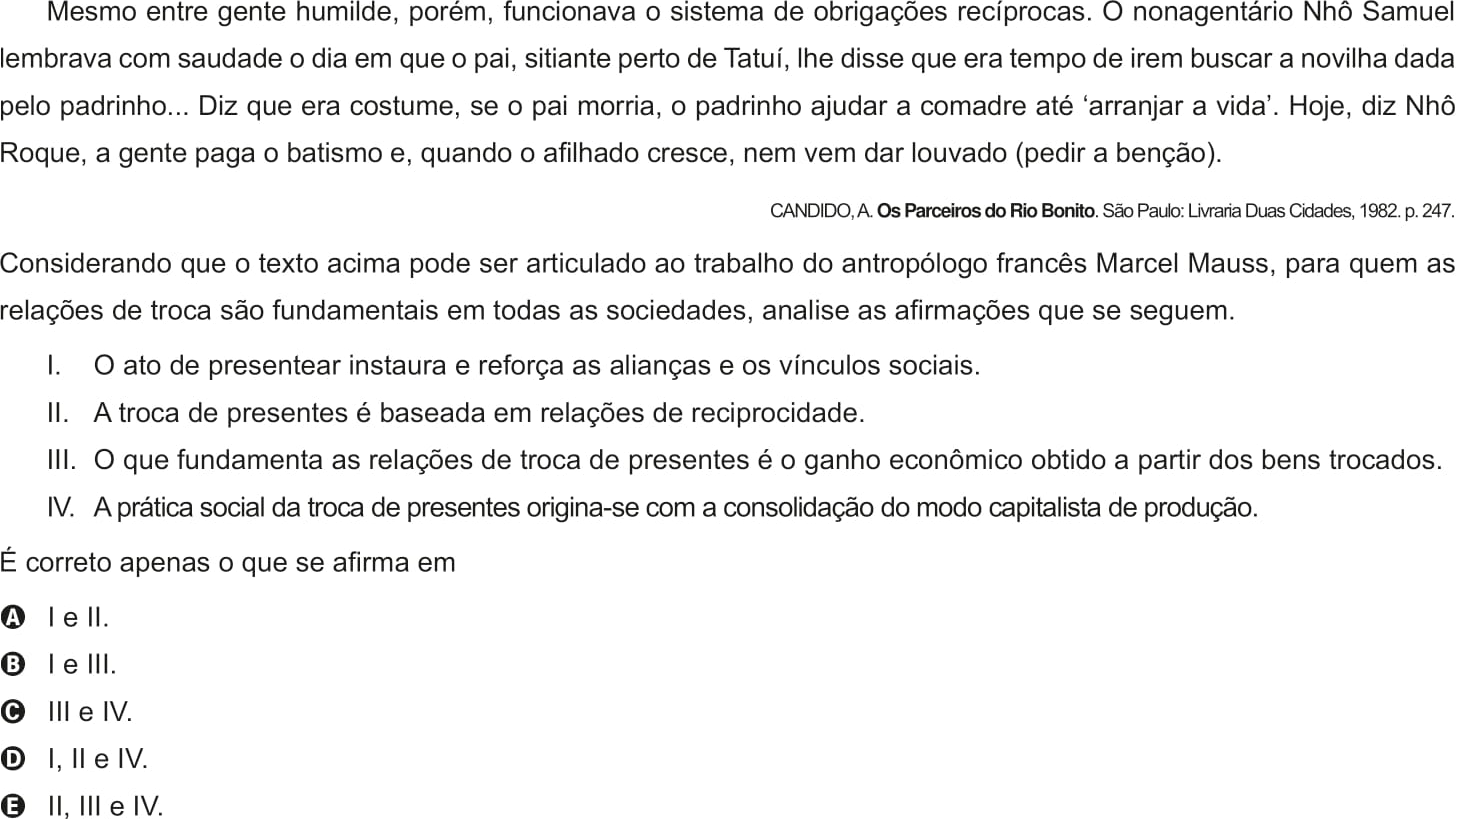 Mesmo entre gente humilde, porém, funcionava o sistema de obrigações recíprocas. O nonagentário Nhô Samuel
lembrava com saudade o dia em que o pai, sitiante perto de Tatuí, lhe disse que era tempo de irem buscar a novilha dada
pelo padrinho... Diz que era costume, se o pai morria, o padrinho ajudar a comadre até ‘arranjar a vida’. Hoje, diz Nhô
Roque, a gente paga o batismo e, quando o afilhado cresce, nem vem dar louvado (pedir a benção).
CANDIDO, A. Os Parceiros do Rio Bonito. São Paulo: Livraria Duas Cidades, 1982. p. 247.
Considerando que o texto acima pode ser articulado ao trabalho do antropólogo francês Marcel Mauss, para quem as
relações de troca são fundamentais em todas as sociedades, analise as afirmações que se seguem.
I. O ato de presentear instaura e reforça as alianças e os vínculos sociais.
II. A troca de presentes é baseada em relações de reciprocidade.
III. O que fundamenta as relações de troca de presentes é o ganho econômico obtido a partir dos bens trocados.
IV. A prática social da troca de presentes origina-se com a consolidação do modo capitalista de produção.
É correto apenas o que se afirma em
A I e II.
B I e III.
C III e IV.
D I, II e IV.
E II, III e IV.